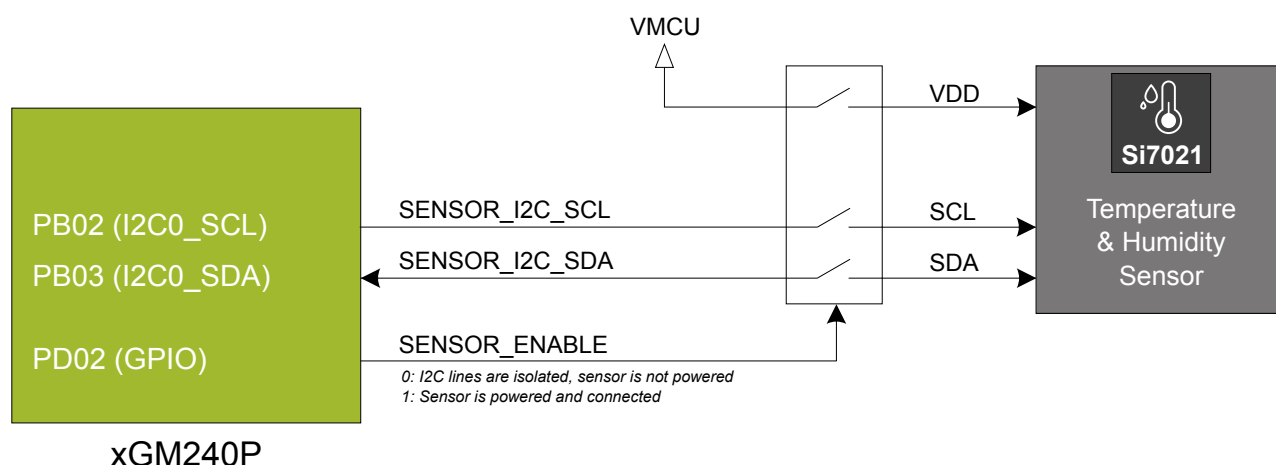 VMCU
VDD
Si7021
PB02 (I2C0_SCL)
SENSOR_I2C_SCL
SCL
Temperature
& Humidity
Sensor
PB03 (I2C0_SDA)
SENSOR_I2C_SDA
SDA
PD02 (GPIO)
SENSOR_ENABLE
0: I2C lines are isolated, sensor is not powered
1: Sensor is powered and connected
xGM240P